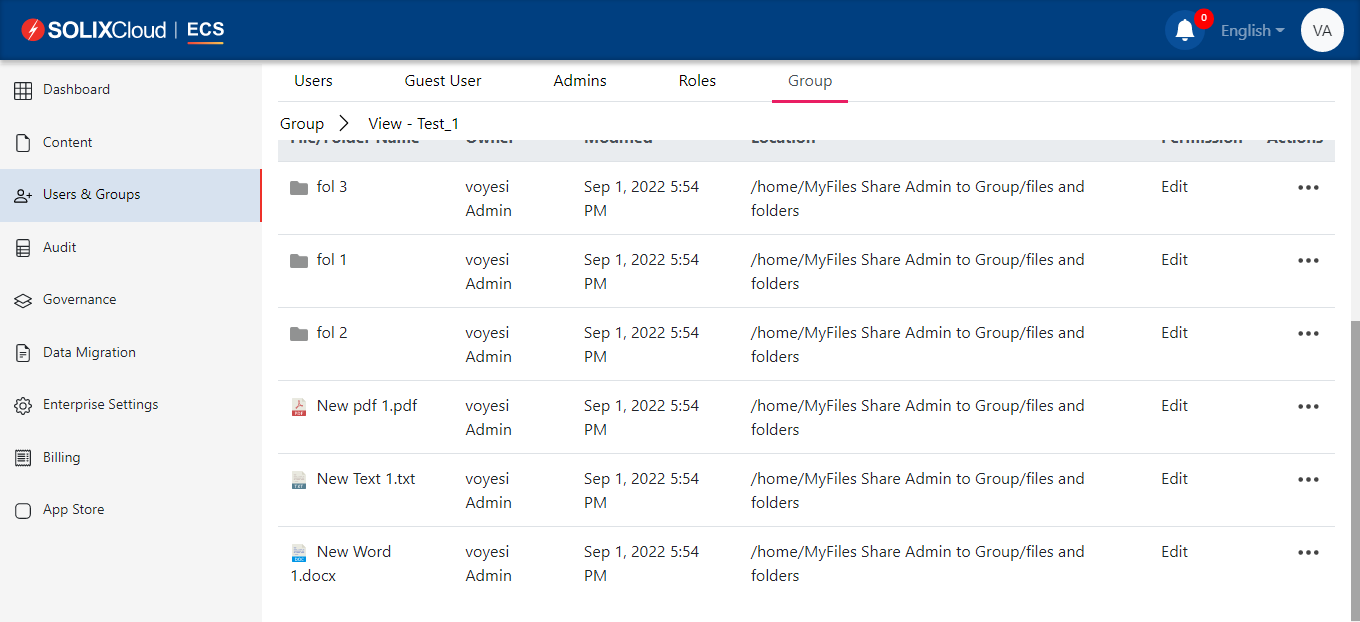 SOLIXCloud | ECS
0
English
VA
Dashboard
Content
Users & Groups
Audit
Governance
Data Migration
Enterprise Settings
Billing
App Store
Users Guest User Admins Roles Group
Group View - Test_1
File/Folder Name Owner Modified Location Permission Actions
fol 3 voyesi Sep 1, 2022 5:54 /home/MyFiles Share Admin to Group/files and Edit
Admin PM folders
fol 1 voyesi Sep 1, 2022 5:54 /home/MyFiles Share Admin to Group/files and Edit
Admin PM folders
fol 2 voyesi Sep 1, 2022 5:54 /home/MyFiles Share Admin to Group/files and Edit
Admin PM folders
New pdf 1.pdf voyesi Sep 1, 2022 5:54 /home/MyFiles Share Admin to Group/files and Edit
PDF Admin PM folders
New Text 1.txt voyesi Sep 1, 2022 5:54 /home/MyFiles Share Admin to Group/files and Edit
TXT Admin PM folders
New Word voyesi Sep 1, 2022 5:54 /home/MyFiles Share Admin to Group/files and Edit
DOC
1.docx Admin PM folders